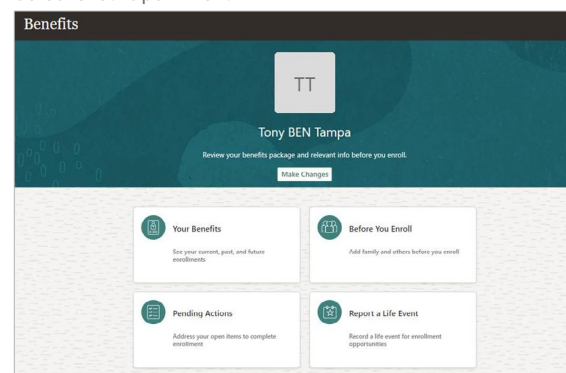 Benefits
TT
Tony BEN Tampa
Review your benefits package and relevant info before you enroll.
Make Changes
Your Benefits
See your current, past, and future
enrollments
Before You Enroll
Add family and others before you enroll
Pending Actions
Address your open items to complete
enrollment
Report a Life Event
Record a life event for enrollment
opportunities